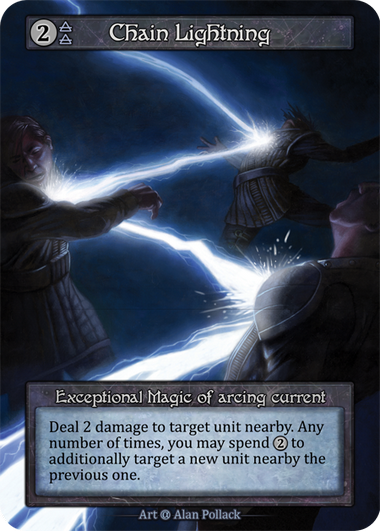 2 Chain Lightning
Exceptional Magic of arcing current
Deal 2 damage to target unit nearby. Any
number of times, you may spend ② to
additionally target a new unit nearby the
previous one.
Art @ Alan Pollack